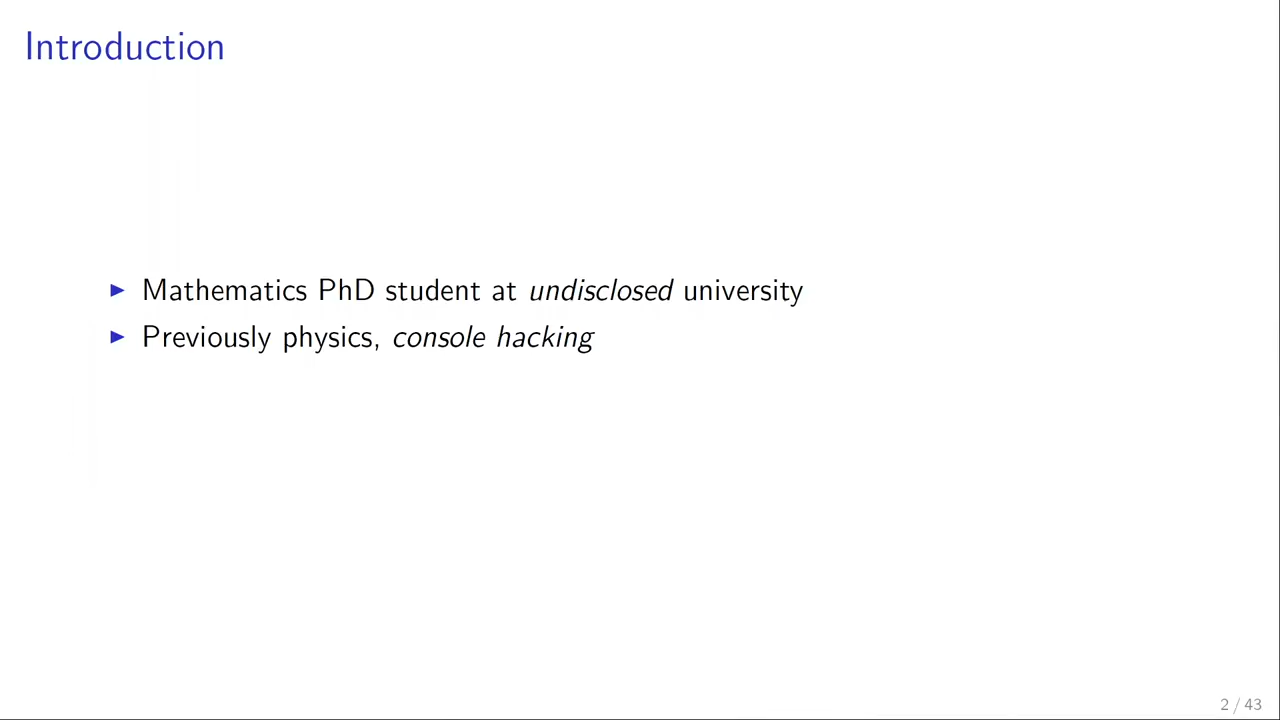 Introduction
▶ Mathematics PhD student at undisclosed university
▶ Previously physics, console hacking
2 / 43